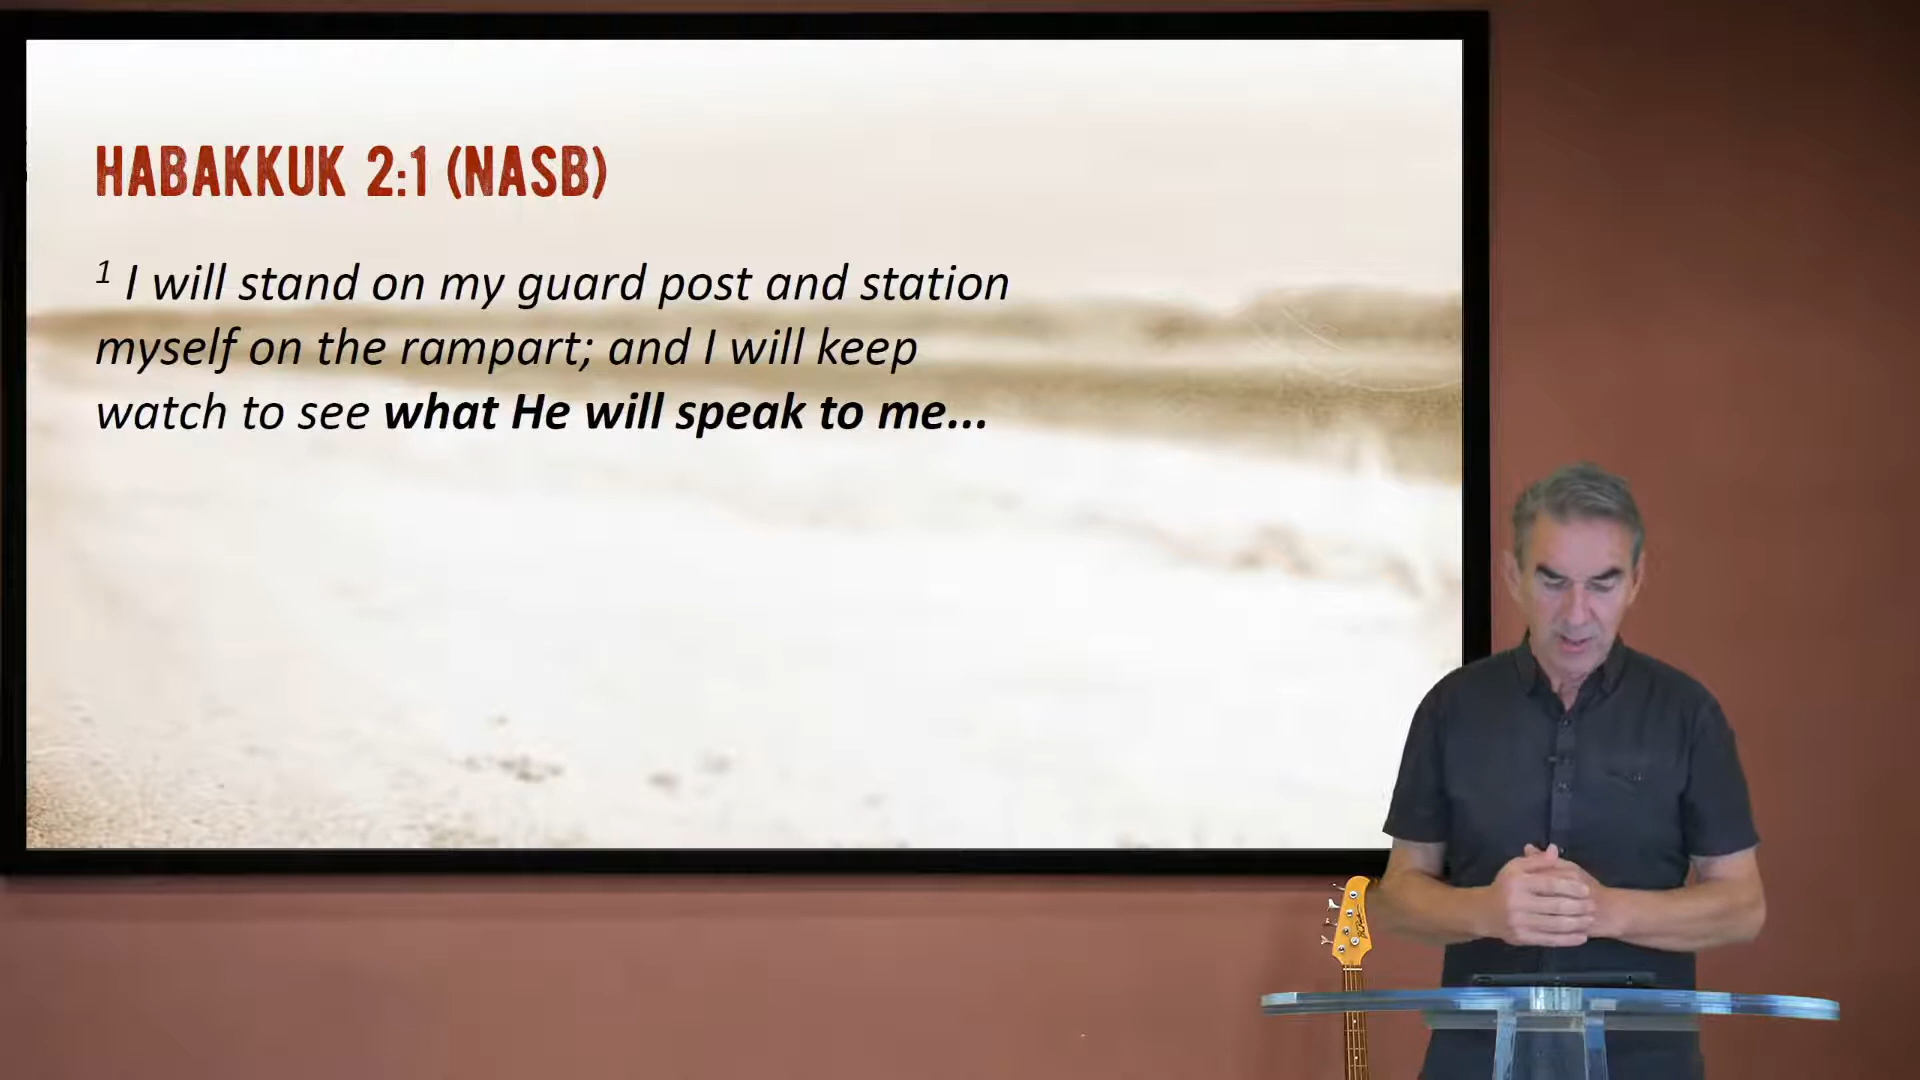 HABAKKUK 2:1 (NASB)
1 I will stand on my guard post and station
myself on the rampart; and I will keep
watch to see what He will speak to me...